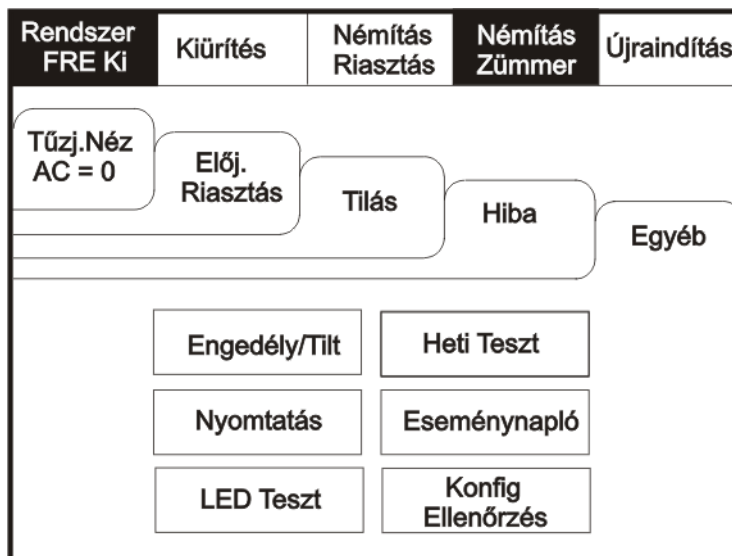 Rendszer
FRE Ki
Kiürítés
Némítás
Riasztás
Némítás
Zümmer
Újraindítás
Tűzj.Néz
AC = 0
Előj.
Riasztás
Tilás
Hiba
Egyéb
Engedély/Tilt
Heti Teszt
Nyomtatás
Eseménynapló
LED Teszt
Konfig
Ellenőrzés